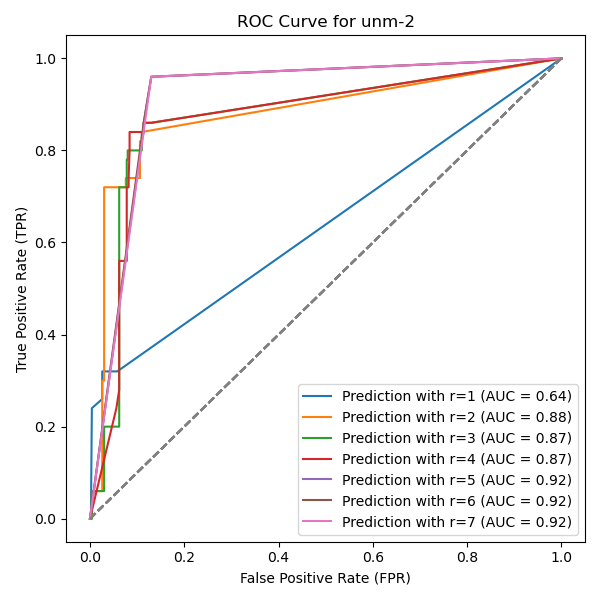 ROC Curve for unm-2
True Positive Rate (TPR)
1.0
0.8
0.6
0.4
0.2
0.0
Prediction with r=1 (AUC = 0.64)
Prediction with r=2 (AUC = 0.88)
Prediction with r=3 (AUC = 0.87)
Prediction with r=4 (AUC = 0.87)
Prediction with r=5 (AUC = 0.92)
Prediction with r=6 (AUC = 0.92)
Prediction with r=7 (AUC = 0.92)
0.0 0.2 0.4 0.6 0.8 1.0
False Positive Rate (FPR)